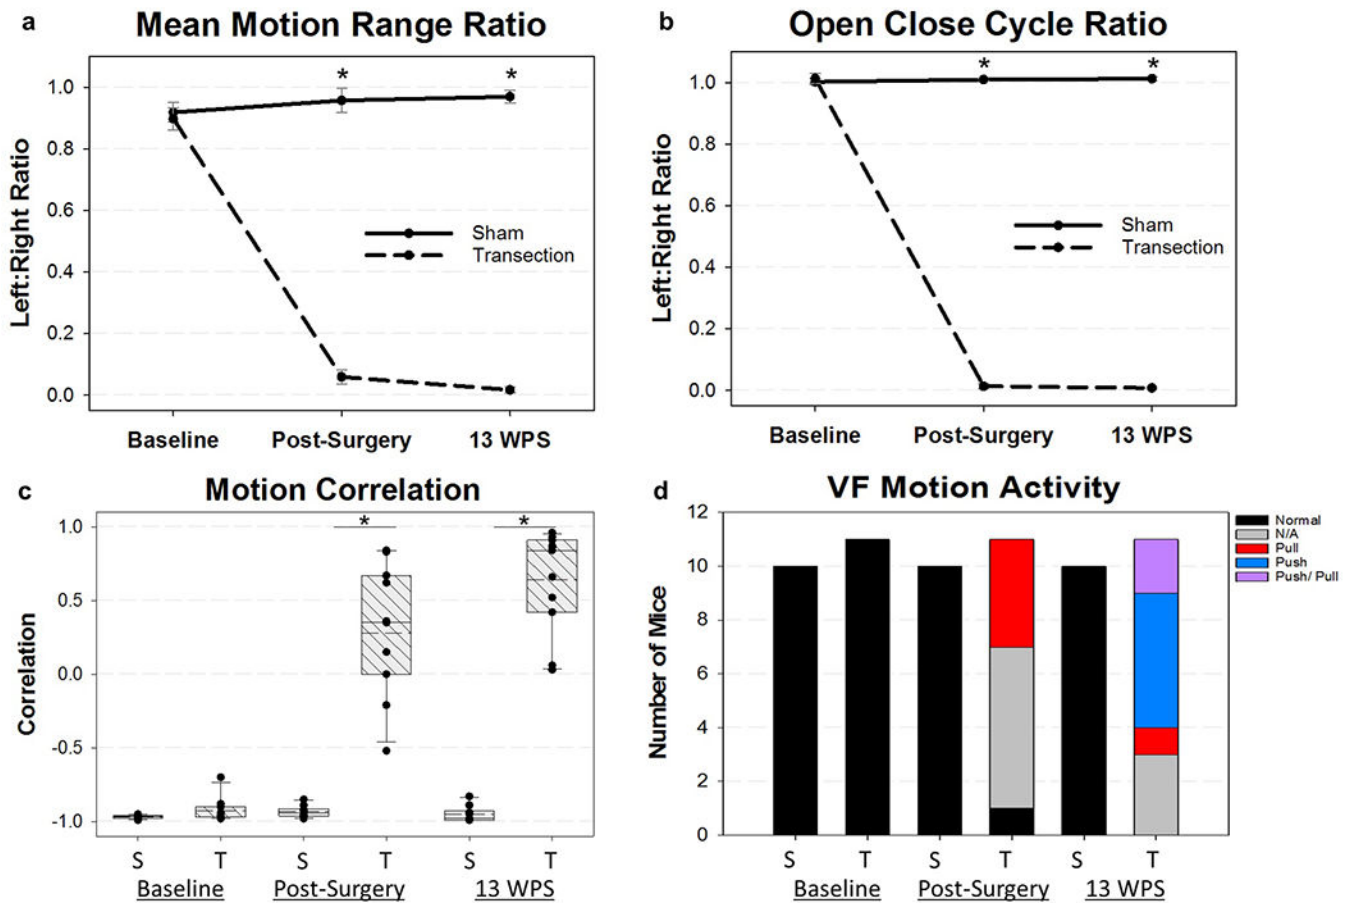 a
Mean Motion Range Ratio
Left:Right Ratio
1.0
0.8
0.6
0.4
0.2
0.0
*
*
Sham
Transection
Baseline
Post-Surgery
13 WPS
b
Open Close Cycle Ratio
Left:Right Ratio
1.0
0.8
0.6
0.4
0.2
0.0
*
*
Sham
Transection
Baseline
Post-Surgery
13 WPS
c
Motion Correlation
Correlation
1.0
0.5
0.0
-0.5
-1.0
*
*
S T S T S T
Baseline Post-Surgery 13 WPS
d
VF Motion Activity
Number of Mice
12
10
8
6
4
2
0
Normal
N/A
Pull
Push
Push/ Pull
S T S T S T
Baseline Post-Surgery 13 WPS